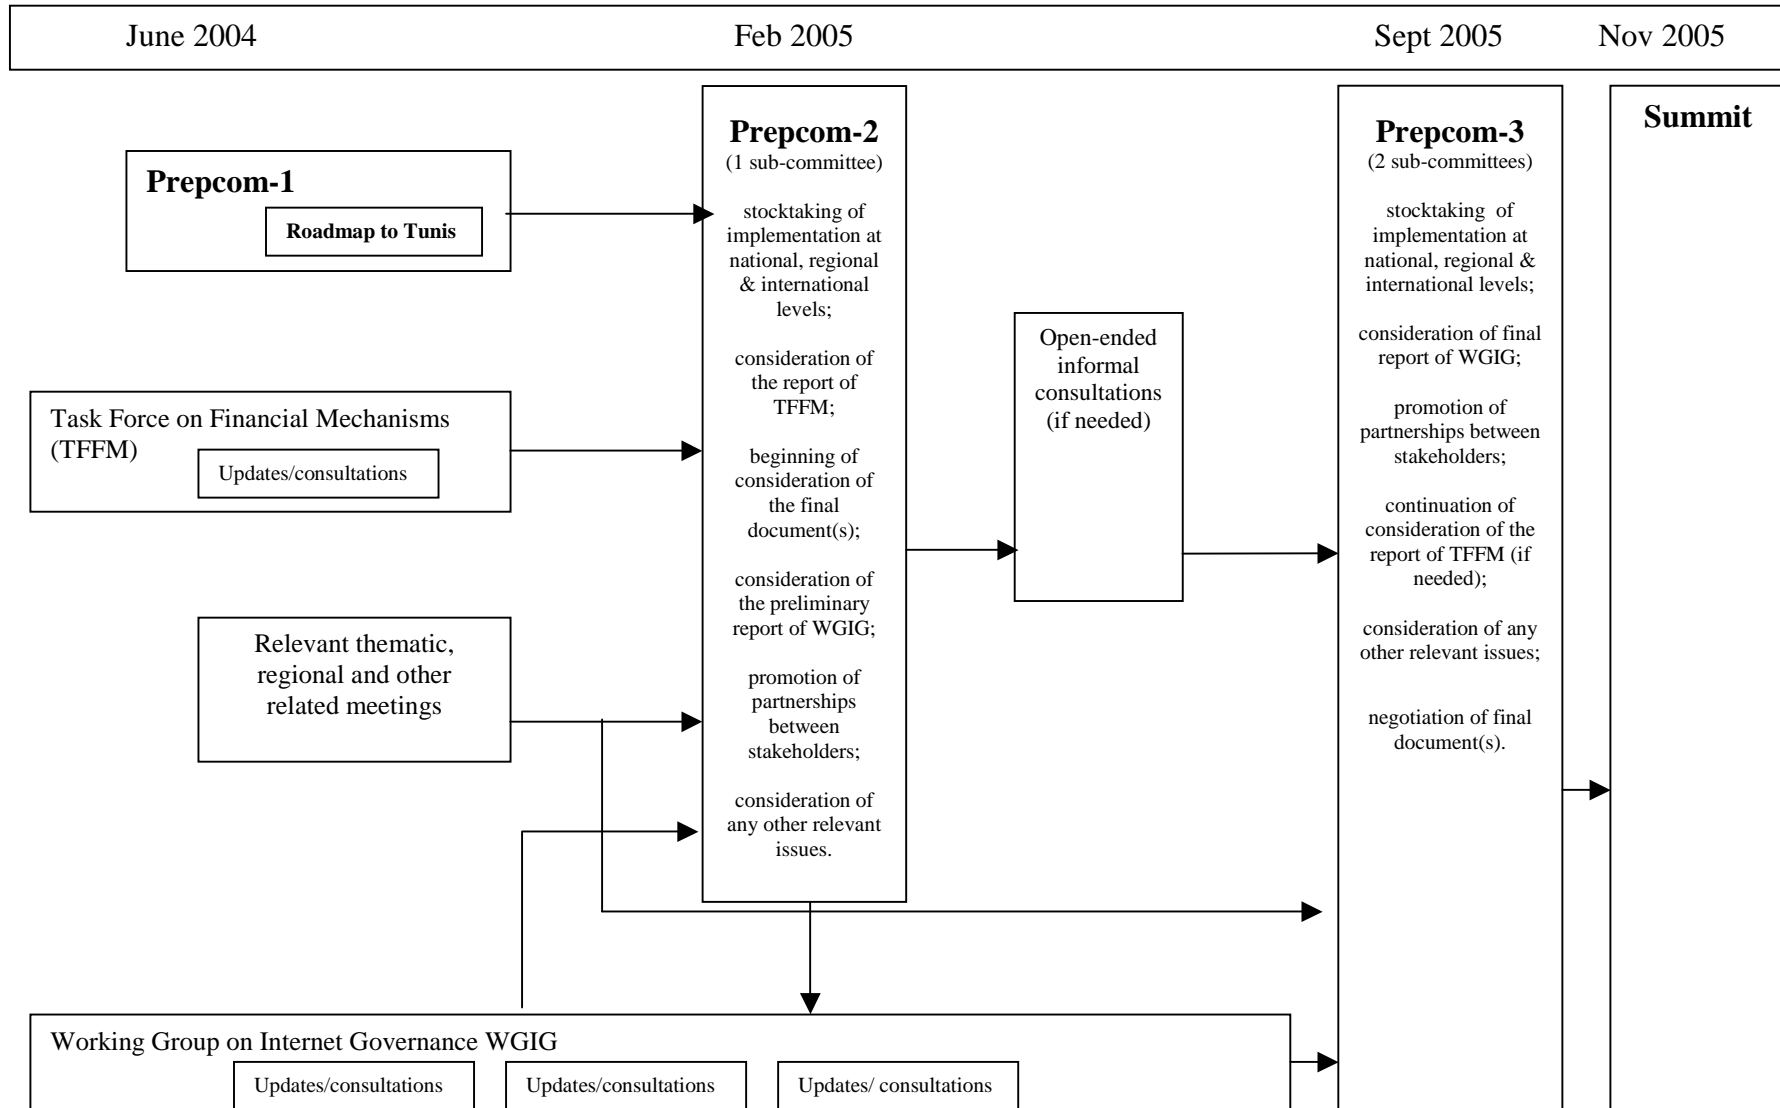 June 2004
Feb 2005
Sept 2005
Nov 2005
Prepcom-1
Roadmap to Tunis
Task Force on Financial Mechanisms
(TFFM)
Updates/consultations
Relevant thematic,
regional and other
related meetings
Prepcom-2
(1 sub-committee)
stocktaking of
implementation at
national, regional
& international
levels;
consideration of
the report of
TFFM;
beginning of
consideration of
the final
document(s);
consideration of
the preliminary
report of WGIG;
promotion of
partnerships
between
stakeholders;
consideration of
any other relevant
issues.
Open-ended
informal
consultations
(if needed)
Prepcom-3
(2 sub-committees)
stocktaking of
implementation at
national, regional &
international levels;
consideration of final
report of WGIG;
promotion of
partnerships between
stakeholders;
continuation of
consideration of the
report of TFFM (if
needed);
consideration of any
other relevant issues;
negotiation of final
document(s).
Summit
Working Group on Internet Governance WGIG
Updates/consultations
Updates/consultations
Updates/ consultations